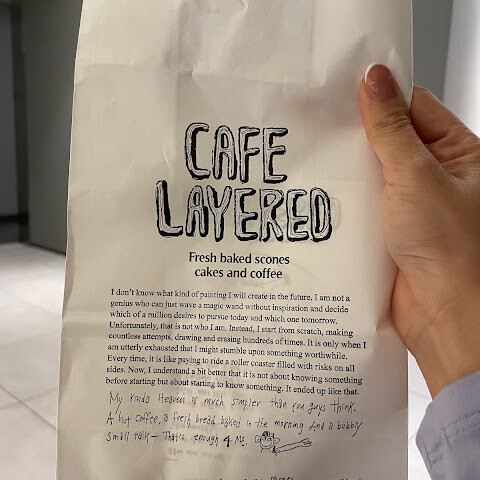 CAFE
LAYERED
Fresh baked scones
cakes and coffee
I don't know what kind of painting I will create in the future. I am not a
genius who can just wave a magic wand without inspiration and decide
which of a million desires to pursue today and which one tomorrow.
Unfortunately, that is not who I am. Instead, I start from scratch, making
countless attempts, drawing and erasing hundreds of times. It is only when I
am utterly exhausted that I might stumble upon something worthwhile.
Every time, it is like paying to ride a roller coaster filled with risks on all
sides. Now, I understand a bit better that it is not about knowing something
before starting but about starting to know something. It ended up like that.
My kinda Heaven is much simpler than you guys think.
A hot coffee, a fresh bread baked in the morning And a bubbly
Small talk — That's enough 4 Me.